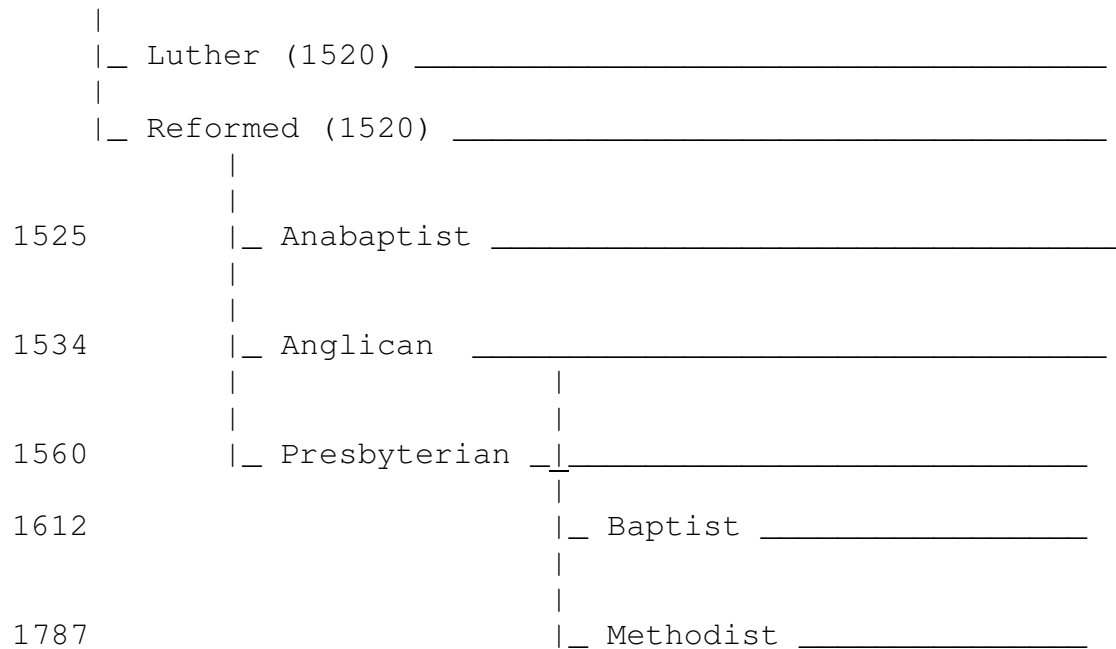 Luther (1520)
Reformed (1520)
1525 Anabaptist
1534 Anglican
1560 Presbyterian
1612 Baptist
1787 Methodist